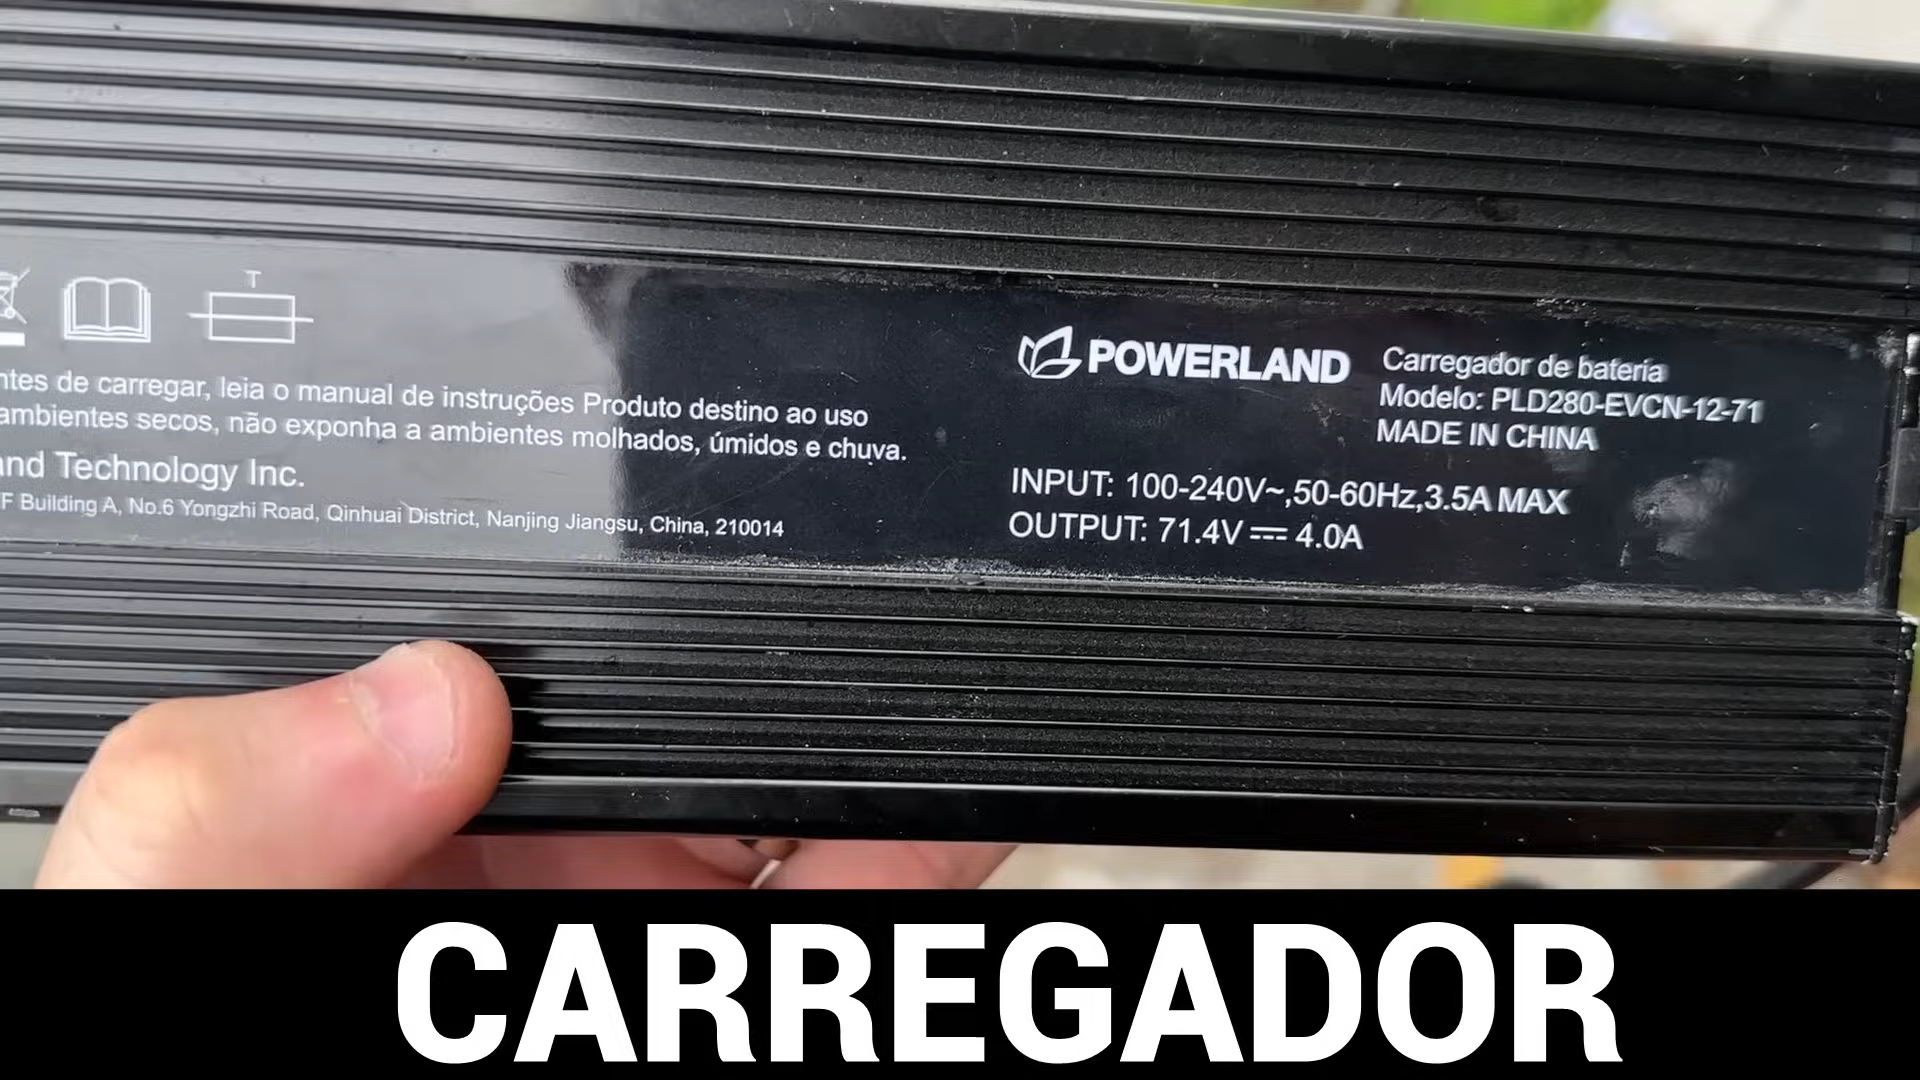 T
ntes de carregar, leia o manual de instruções Produto destino ao uso
ambientes secos, não exponha a ambientes molhados, úmidos e chuva.
and Technology Inc.
F Building A, No.6 Yongzhi Road, Qinhuai District, Nanjing Jiangsu, China, 210014
POWERLAND
Carregador de bateria
Modelo: PLD280-EVCN-12-71
MADE IN CHINA
INPUT: 100-240V~,50-60Hz,3.5A MAX
OUTPUT: 71.4V⎓4.0A
CARREGADOR